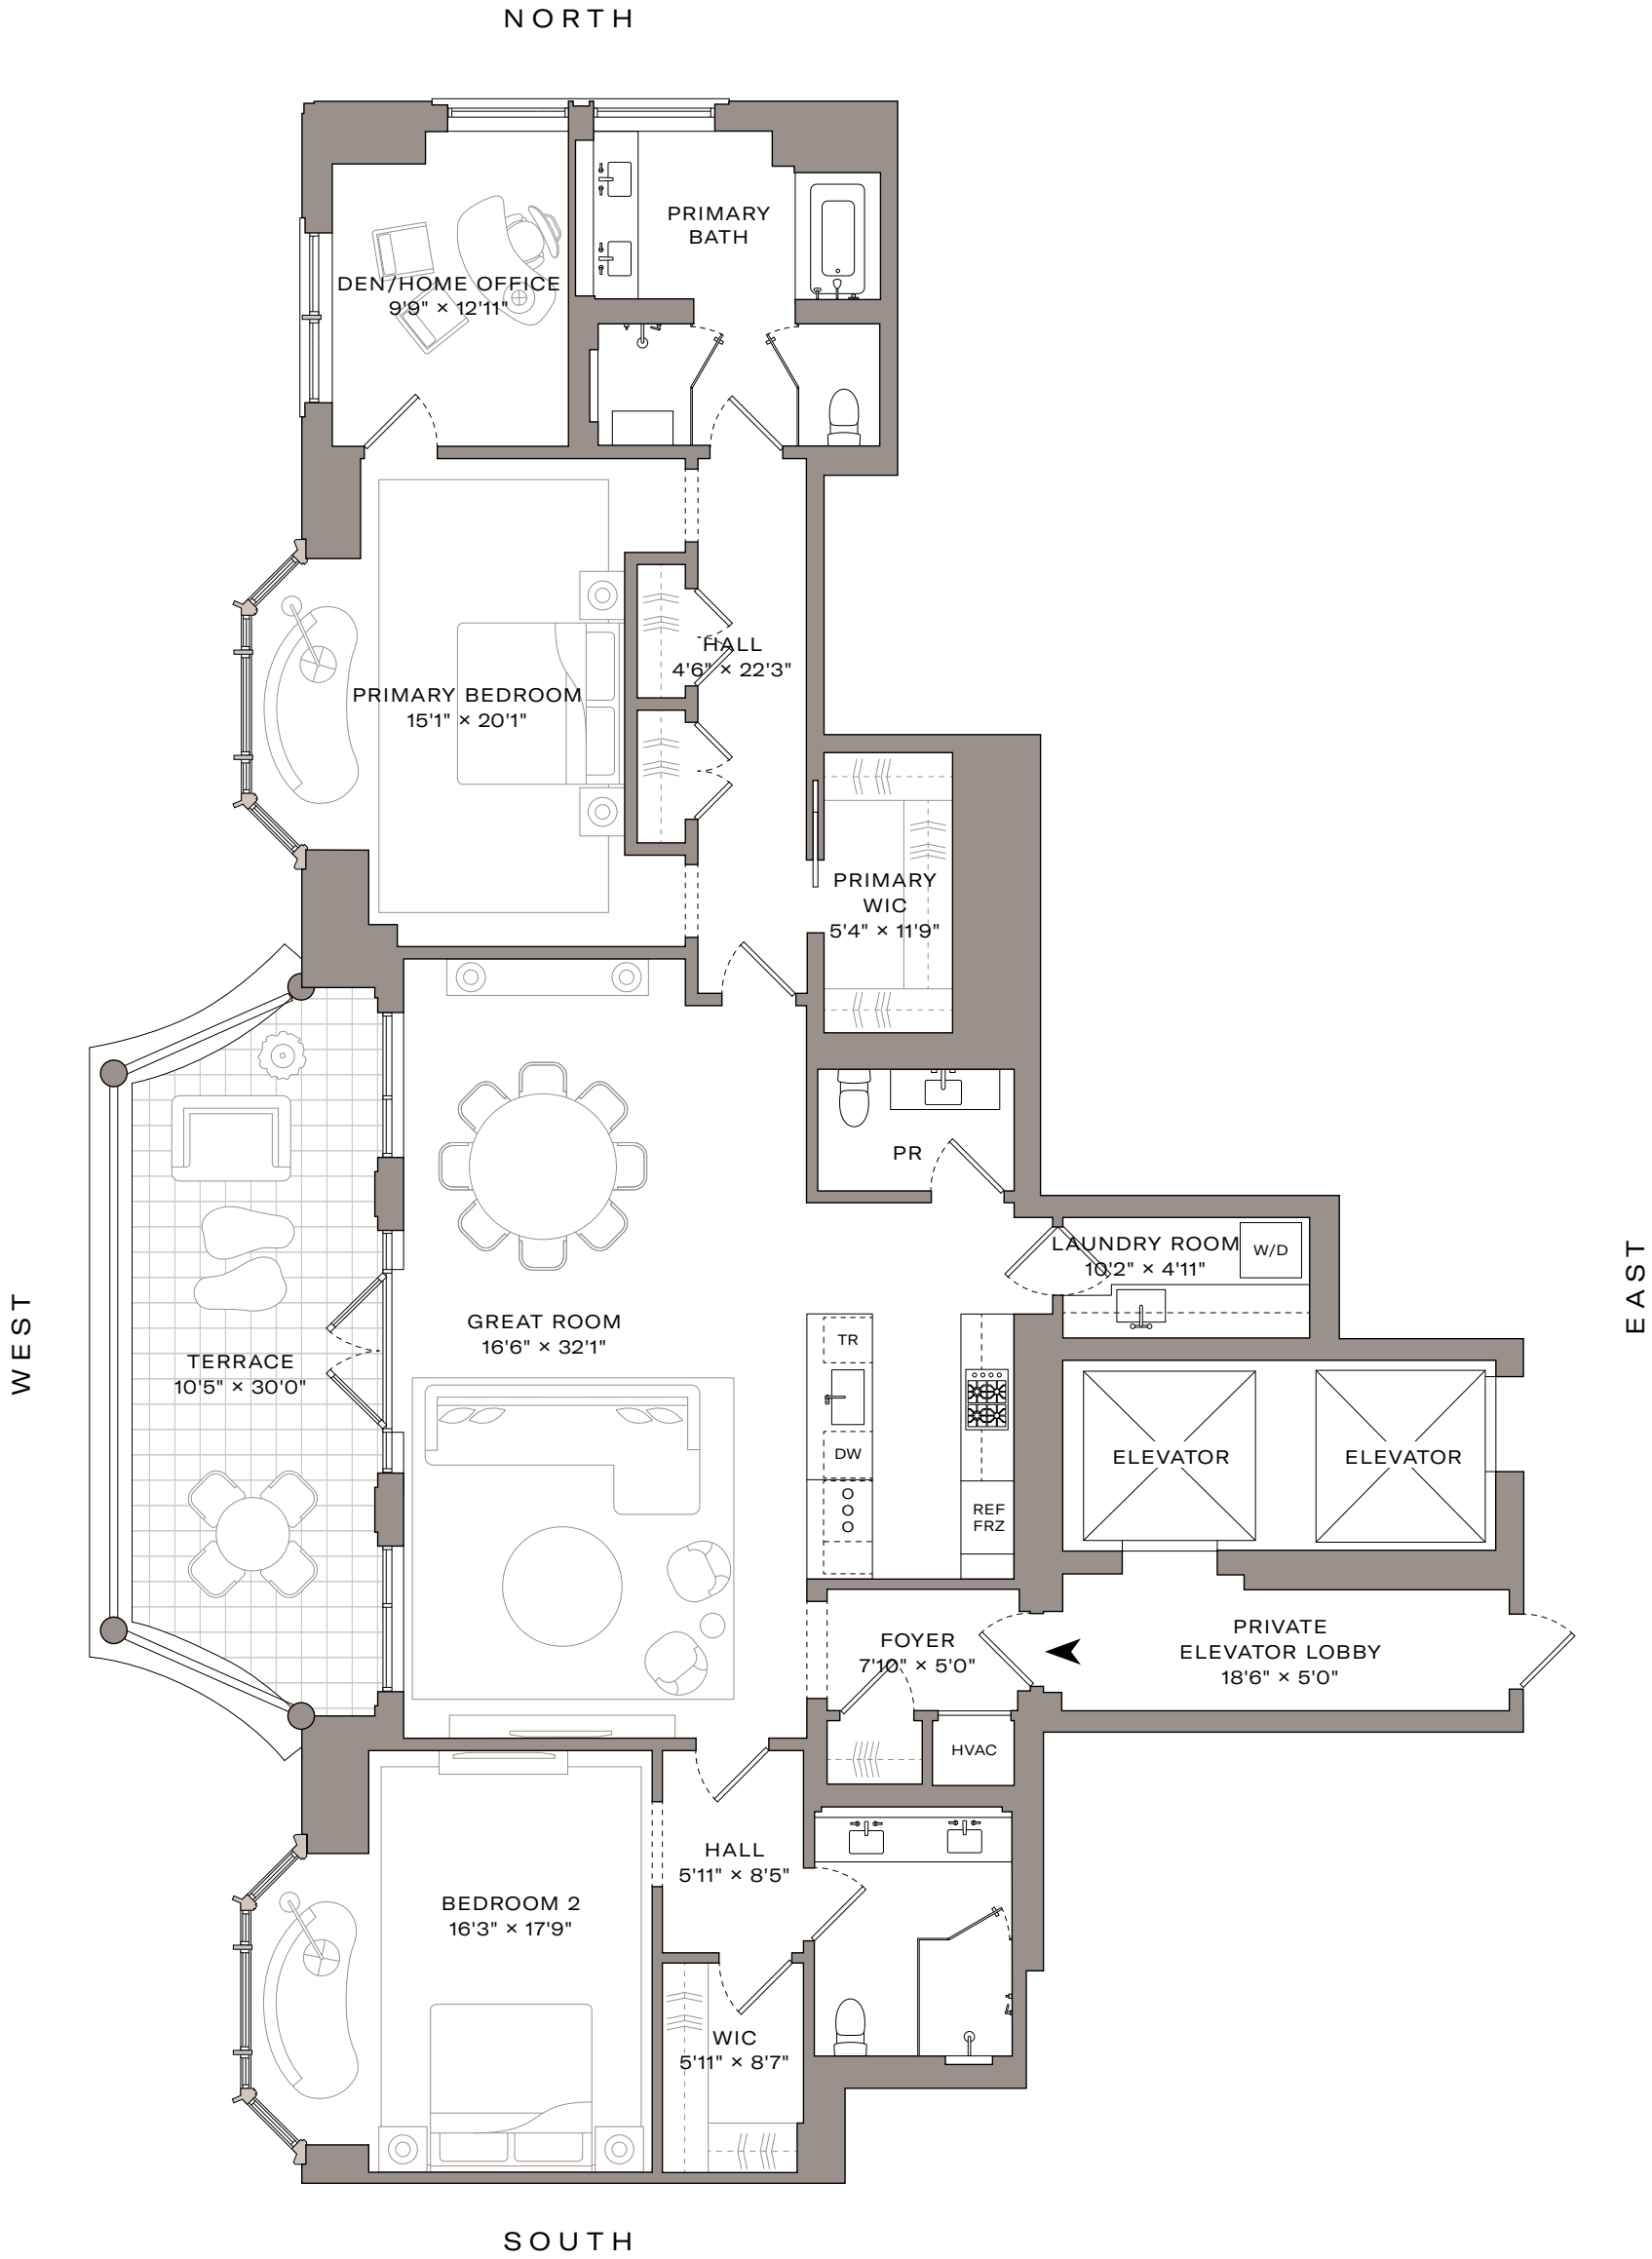 NORTH
PRIMARY
BATH
DEN/HOME OFFICE
9'9" × 12'11"
HALL
4'6" × 22'3"
PRIMARY BEDROOM
15'1" × 20'1"
PRIMARY
WIC
5'4" × 11'9"
PR
LAUNDRY ROOM
10'2" × 4'11"
W/D
WEST
EAST
GREAT ROOM
16'6" × 32'1"
TR
TERRACE
10'5" × 30'0"
DW
ELEVATOR
ELEVATOR
REF
FRZ
FOYER
7'10" × 5'0"
PRIVATE
ELEVATOR LOBBY
18'6" × 5'0"
HVAC
HALL
5'11" × 8'5"
BEDROOM 2
16'3" × 17'9"
WIC
5'11" × 8'7"
SOUTH